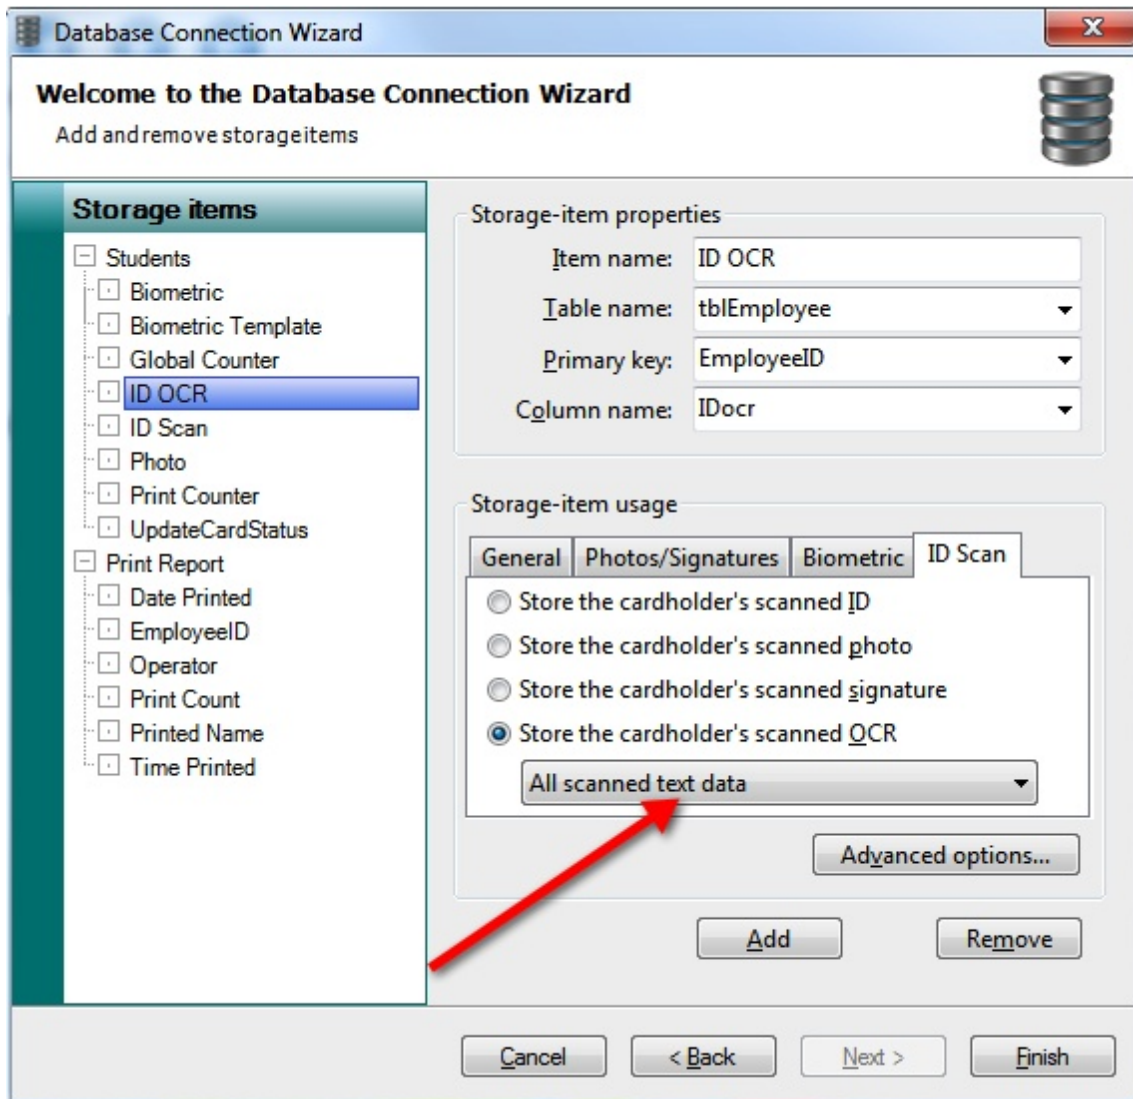 Database Connection Wizard
x
Welcome to the Database Connection Wizard
Add and remove storage items
Storage items
Students
Biometric
Biometric Template
Global Counter
ID OCR
ID Scan
Photo
Print Counter
UpdateCardStatus
Print Report
Date Printed
EmployeeID
Operator
Print Count
Printed Name
Time Printed
Storage-item properties
Item name: ID OCR
Table name: tblEmployee
Primary key: EmployeeID
Column name: IDocr
Storage-item usage
General Photos/Signatures Biometric ID Scan
Store the cardholder's scanned ID
Store the cardholder's scanned photo
Store the cardholder's scanned signature
Store the cardholder's scanned OCR
All scanned text data
Advanced options...
Add Remove
Cancel < Back Next > Finish